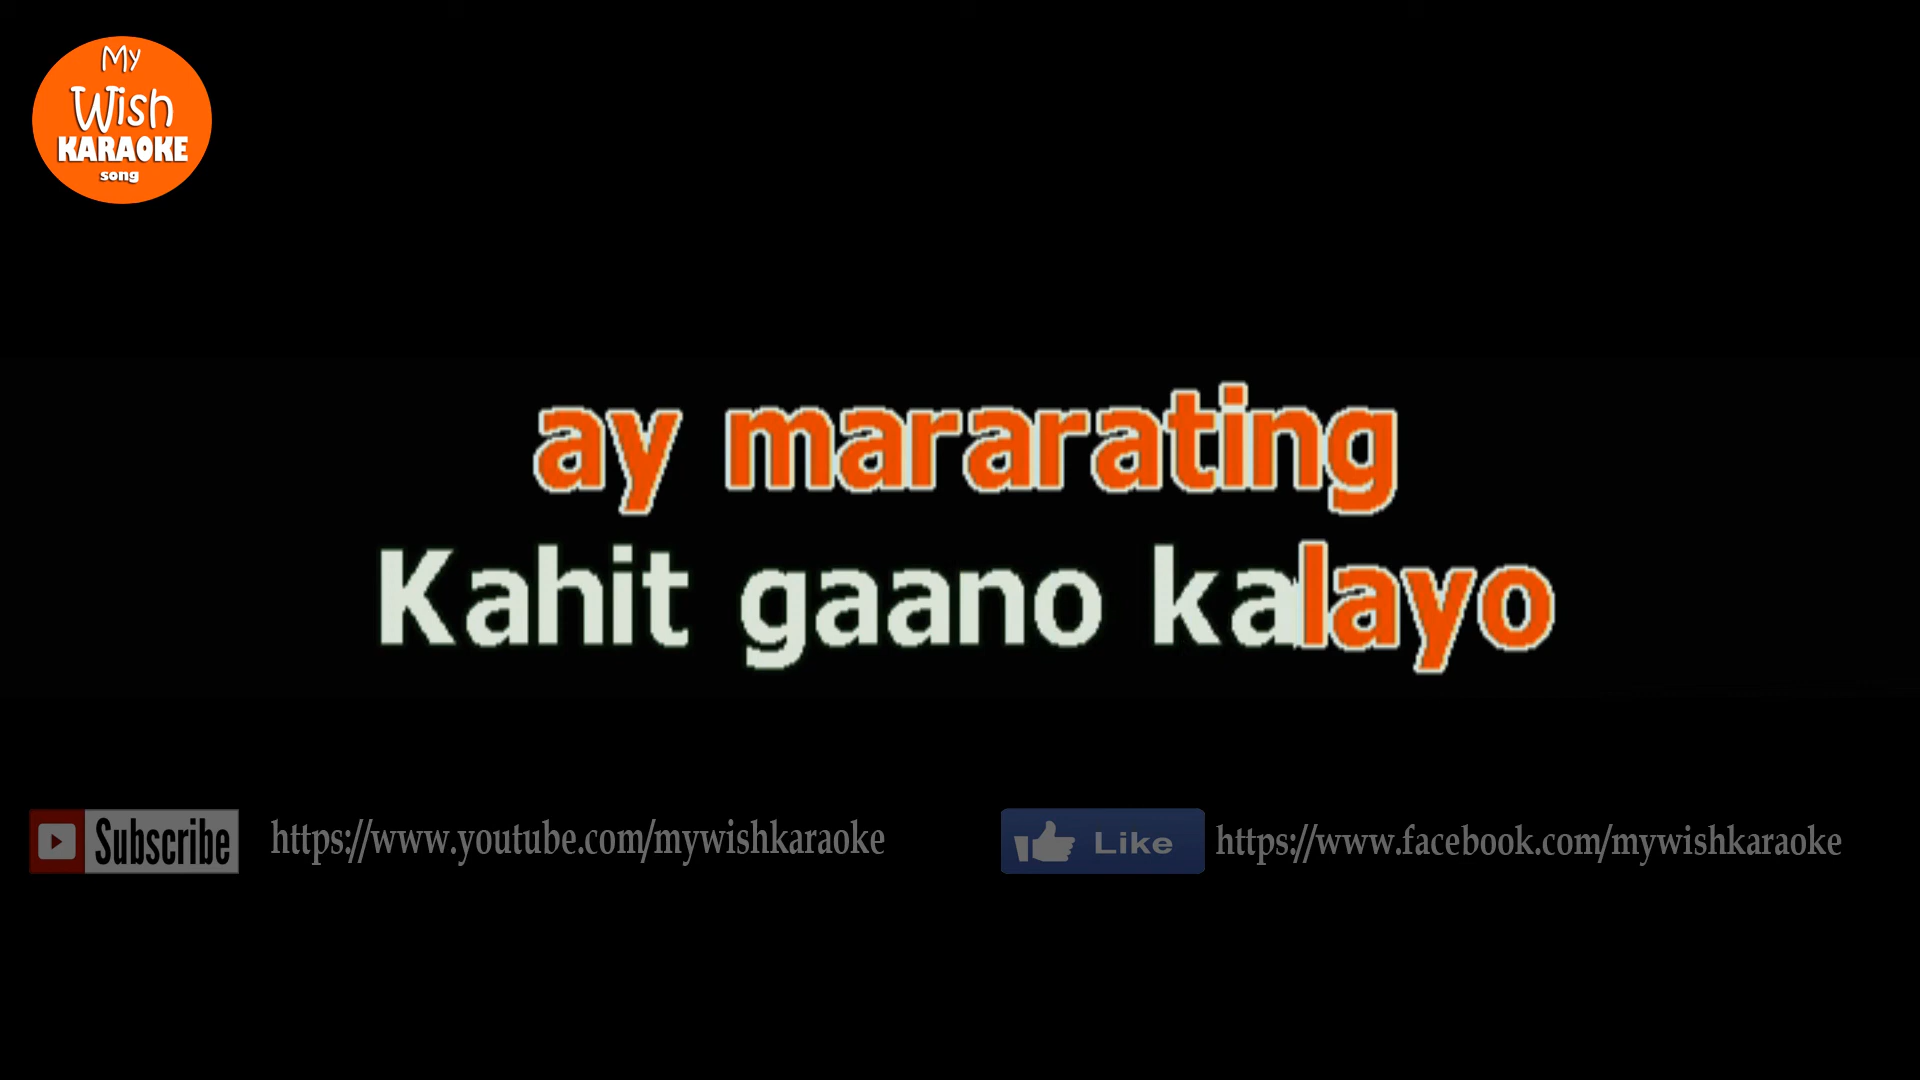 My
Wish
KARAOKE
song
ay mararating
Kahit gaano kalayo
Subscribe https://www.youtube.com/mywishkaraoke
Like https://www.facebook.com/mywishkaraoke